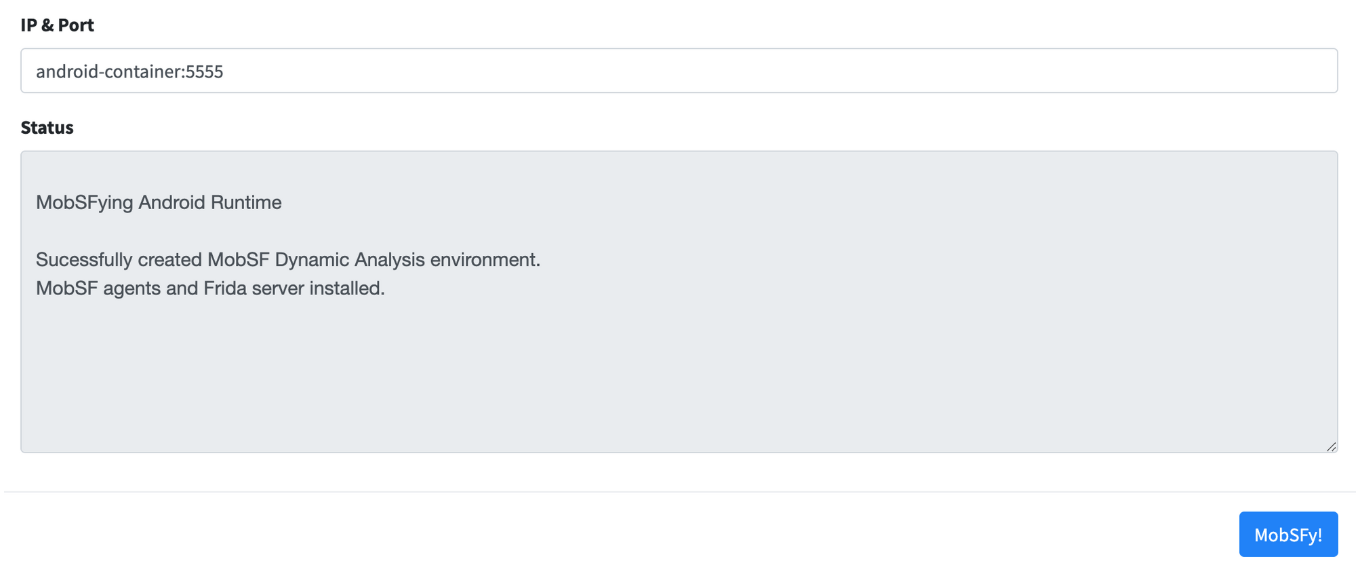 IP & Port
android-container:5555
Status
MobSFying Android Runtime
Sucessfully created MobSF Dynamic Analysis environment.
MobSF agents and Frida server installed.
MobSFy!